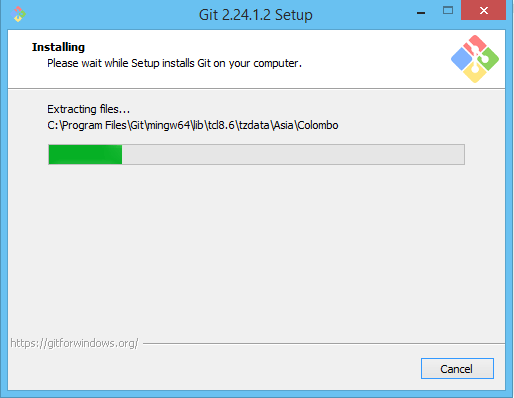 Git 2.24.1.2 Setup
Installing
Please wait while Setup installs Git on your computer.
Extracting files...
C:\Program Files\Git\mingw64\lib\tcl8.6\tzdata\Asia\Colombo
https://gitforwindows.org/
Cancel